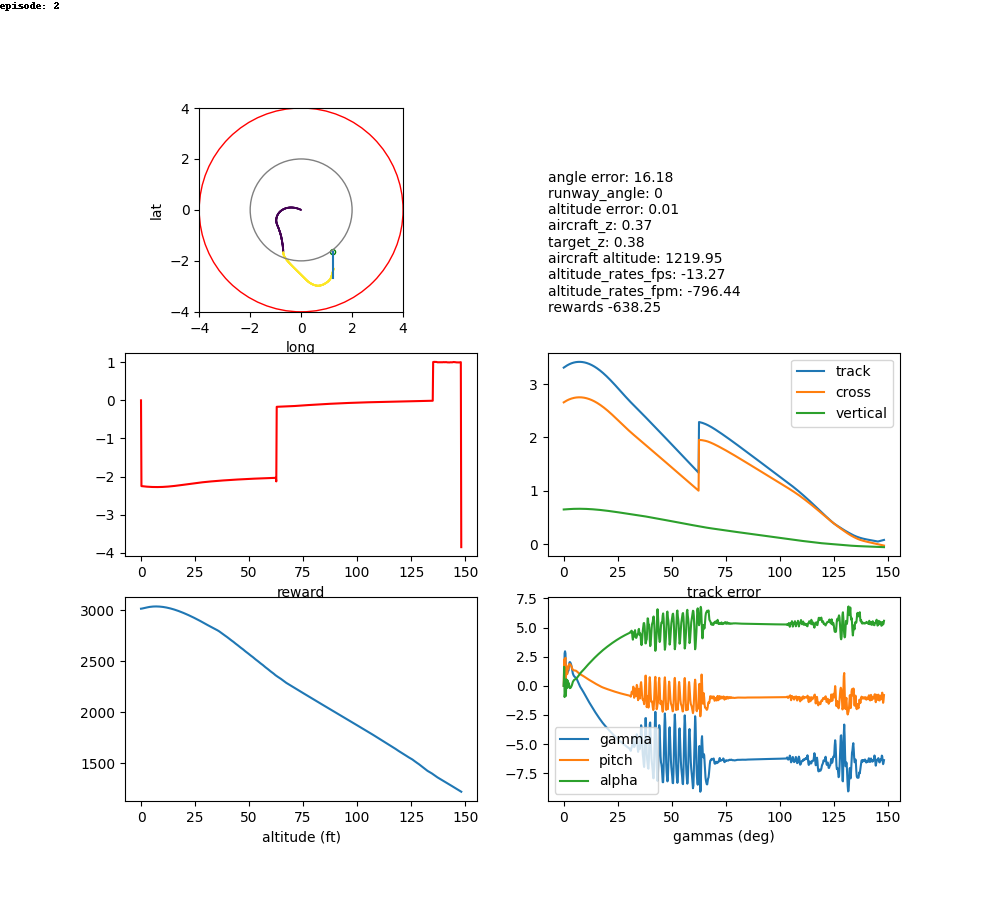 episode: 2
4
2
0
−2
−4
lat
−4 −2 0 2 4
long
angle error: 16.18
runway_angle: 0
altitude error: 0.01
aircraft_z: 0.37
target_z: 0.38
aircraft altitude: 1219.95
altitude_rates_fps: -13.27
altitude_rates_fpm: -796.44
rewards -638.25
1
0
−1
−2
−3
−4
0 25 50 75 100 125 150
reward
3
2
1
0
track
cross
vertical
0 25 50 75 100 125 150
track error
3000
2500
2000
1500
0 25 50 75 100 125 150
altitude (ft)
7.5
5.0
2.5
0.0
−2.5
−5.0
−7.5
gamma
pitch
alpha
0 25 50 75 100 125 150
gammas (deg)